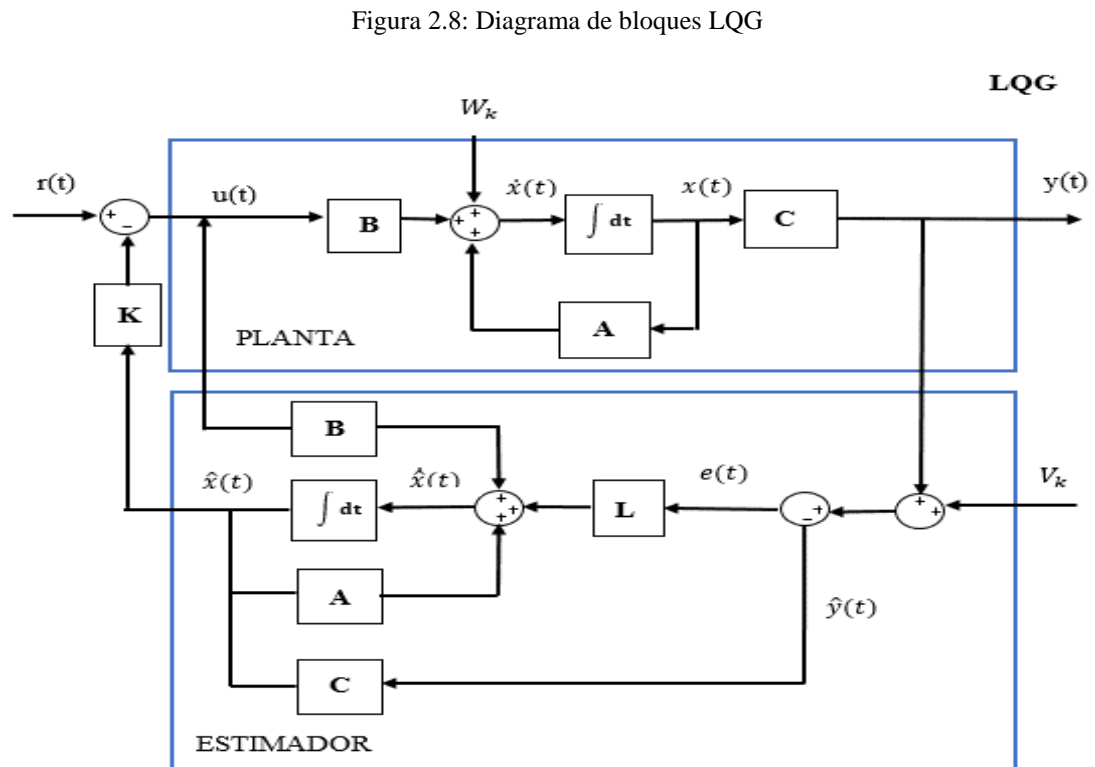 Figura 2.8: Diagrama de bloques LQG
LQG
W_k
r(t)
+
−
u(t)
B
+
+
+
ẋ(t)
∫ dt
x(t)
C
y(t)
K
A
PLANTA
B
x̂(t)
∫ dt
x̂̇(t)
+
+
+
L
e(t)
+
−
+
+
V_k
A
ŷ(t)
C
ESTIMADOR